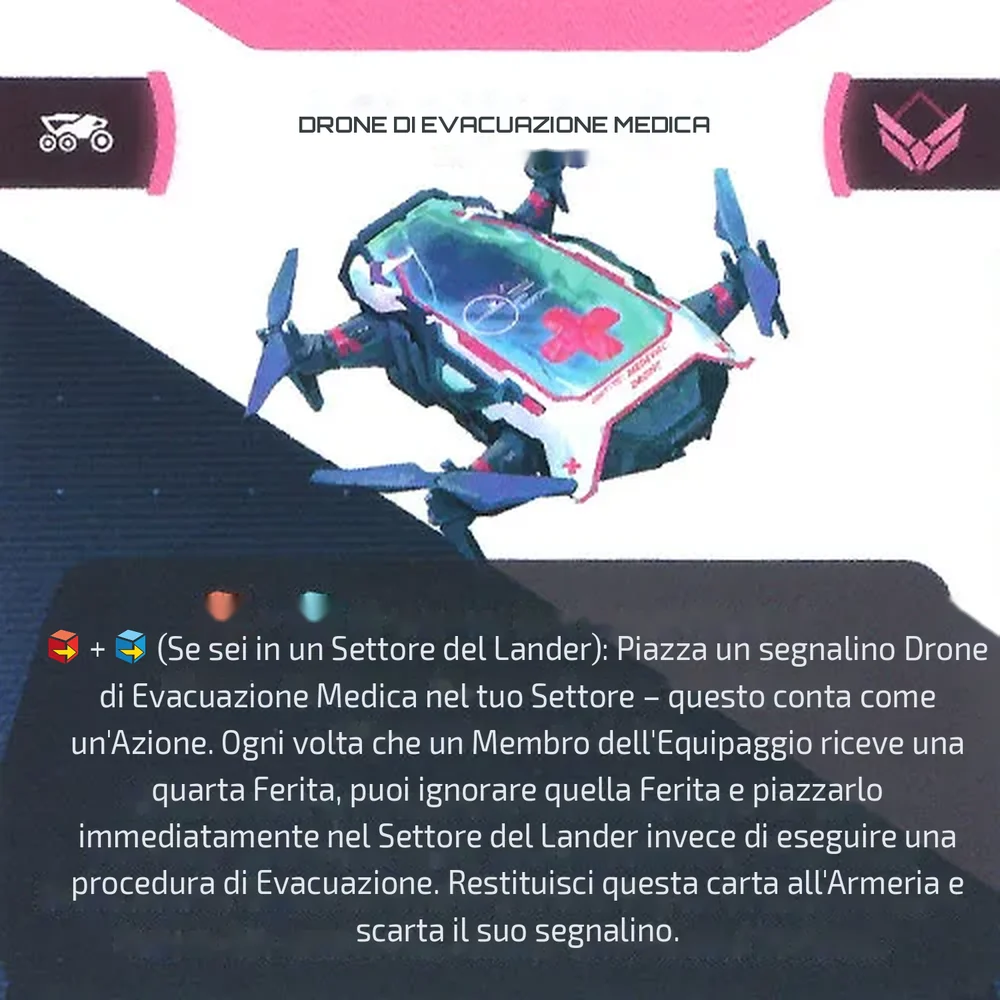 DRONE DI EVACUAZIONE MEDICA
MEDEVAC
DRONE
+ (Se sei in un Settore del Lander): Piazza un segnalino Drone
di Evacuazione Medica nel tuo Settore – questo conta come
un'Azione. Ogni volta che un Membro dell'Equipaggio riceve una
quarta Ferita, puoi ignorare quella Ferita e piazzarlo
immediatamente nel Settore del Lander invece di eseguire una
procedura di Evacuazione. Restituisci questa carta all'Armeria e
scarta il suo segnalino.